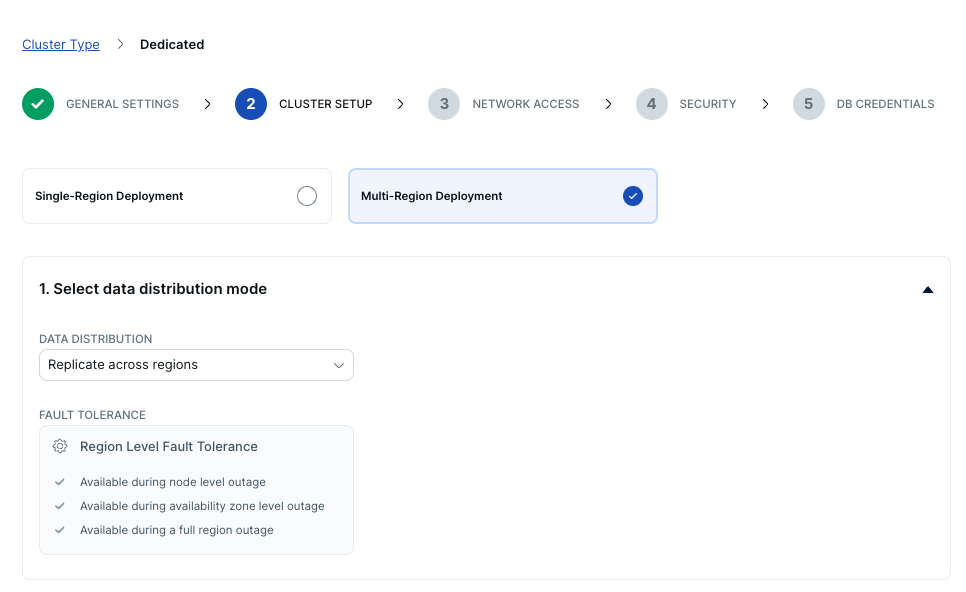 Cluster Type > Dedicated
GENERAL SETTINGS > 2 CLUSTER SETUP > 3 NETWORK ACCESS > 4 SECURITY > 5 DB CREDENTIALS
Single-Region Deployment
Multi-Region Deployment
1. Select data distribution mode
DATA DISTRIBUTION
Replicate across regions
FAULT TOLERANCE
Region Level Fault Tolerance
Available during node level outage
Available during availability zone level outage
Available during a full region outage